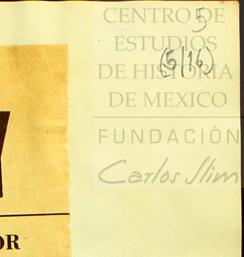 CENTRO DE
5
ESTUDIOS
(5/16)
DE HISTORIA
DE MEXICO
FUNDACIÓN
Carlos Slim
OR